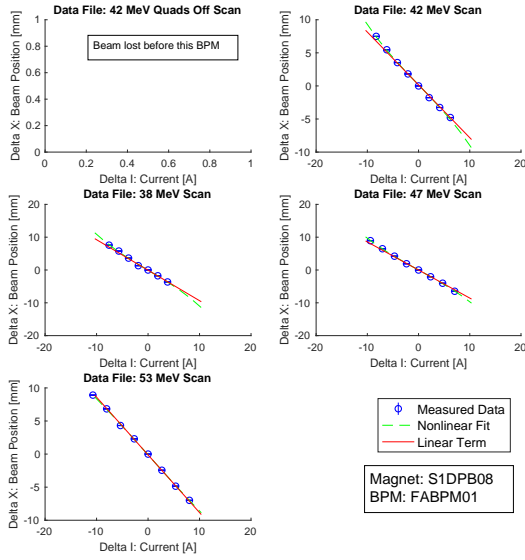 Data File: 42 MeV Quads Off Scan
Delta X: Beam Position [mm]
1
0.8
0.6
0.4
0.2
0
Beam lost before this BPM
0 0.2 0.4 0.6 0.8 1
Delta I: Current [A]
Data File: 42 MeV Scan
Delta X: Beam Position [mm]
10
5
0
-5
-10
-20 -10 0 10 20
Delta I: Current [A]
Data File: 38 MeV Scan
Delta X: Beam Position [mm]
20
10
0
-10
-20
-20 -10 0 10 20
Delta I: Current [A]
Data File: 47 MeV Scan
Delta X: Beam Position [mm]
20
10
0
-10
-20
-20 -10 0 10 20
Delta I: Current [A]
Data File: 53 MeV Scan
Delta X: Beam Position [mm]
10
5
0
-5
-10
-20 -10 0 10 20
Delta I: Current [A]
Measured Data
Nonlinear Fit
Linear Term
Magnet: S1DPB08
BPM: FABPM01